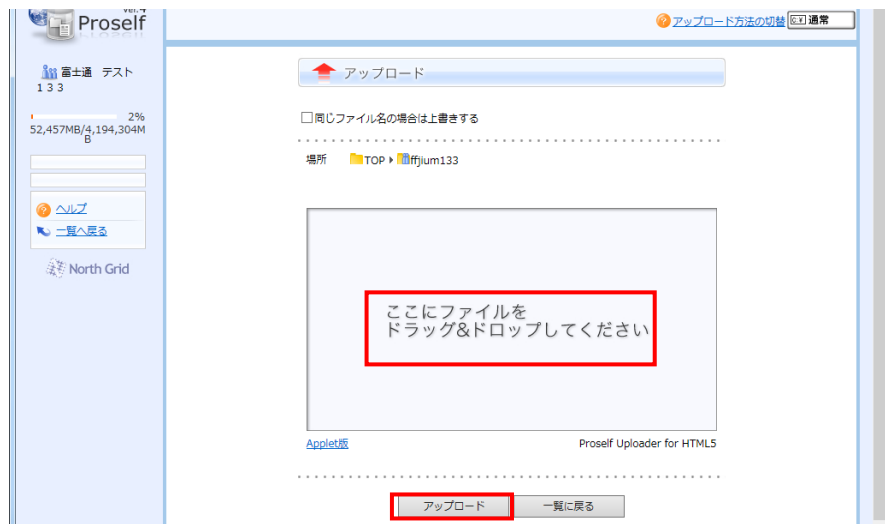 Ver.4
Proself
アップロード方法の切替 通常
富士通 テスト
133
2%
52,457MB/4,194,304M
B
ヘルプ
一覧へ戻る
North Grid
アップロード
同じファイル名の場合は上書きする
場所 TOP ffjium133
ここにファイルを
ドラッグ&ドロップしてください
Applet版 Proself Uploader for HTML5
アップロード 一覧に戻る